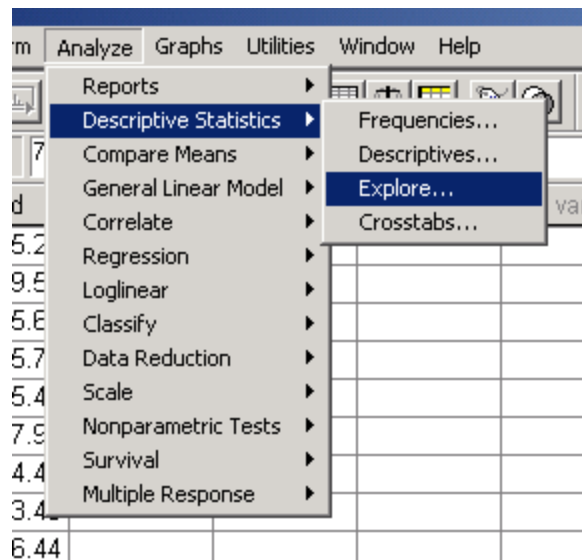 Analyze Graphs Utilities Window Help
Reports
Descriptive Statistics
Frequencies...
Compare Means
Descriptives...
General Linear Model
Explore...
Correlate
Crosstabs...
Regression
Loglinear
Classify
Data Reduction
Scale
Nonparametric Tests
Survival
Multiple Response
6.44